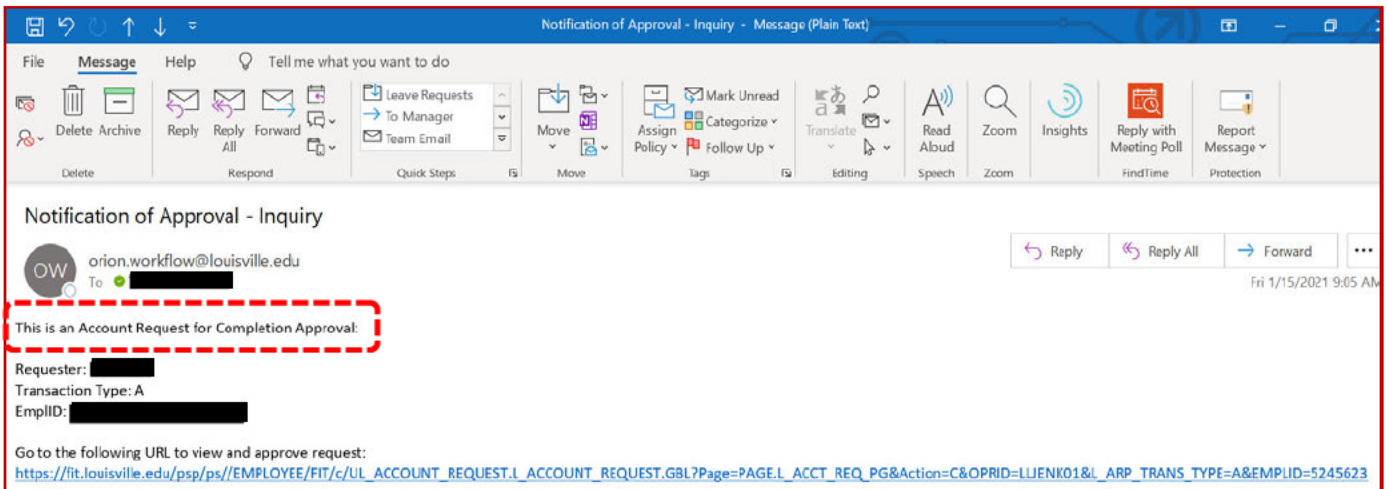 Notification of Approval - Inquiry - Message (Plain Text)
File Message Help Tell me what you want to do
Delete Archive
Reply Reply All Forward
Leave Requests
To Manager
Team Email
Move
Assign Policy
Mark Unread
Categorize
Follow Up
Translate
Read Aloud
Zoom
Insights
Reply with Meeting Poll
Report Message
Delete Respond Quick Steps Move Tags Editing Speech Zoom FindTime Protection
Notification of Approval - Inquiry
OW
orion.workflow@louisville.edu
To
Reply Reply All Forward
Fri 1/15/2021 9:05 AM
This is an Account Request for Completion Approval:
Requester:
Transaction Type: A
EmplID:
Go to the following URL to view and approve request:
https://fit.louisville.edu/psp/ps//EMPLOYEE/FIT/c/UL_ACCOUNT_REQUEST.L_ACCOUNT_REQUEST.GBL?Page=PAGE.L_ACCT_REQ_PG&Action=C&OPRID=LIJENK01&L_ARP_TRANS_TYPE=A&EMPLID=5245623